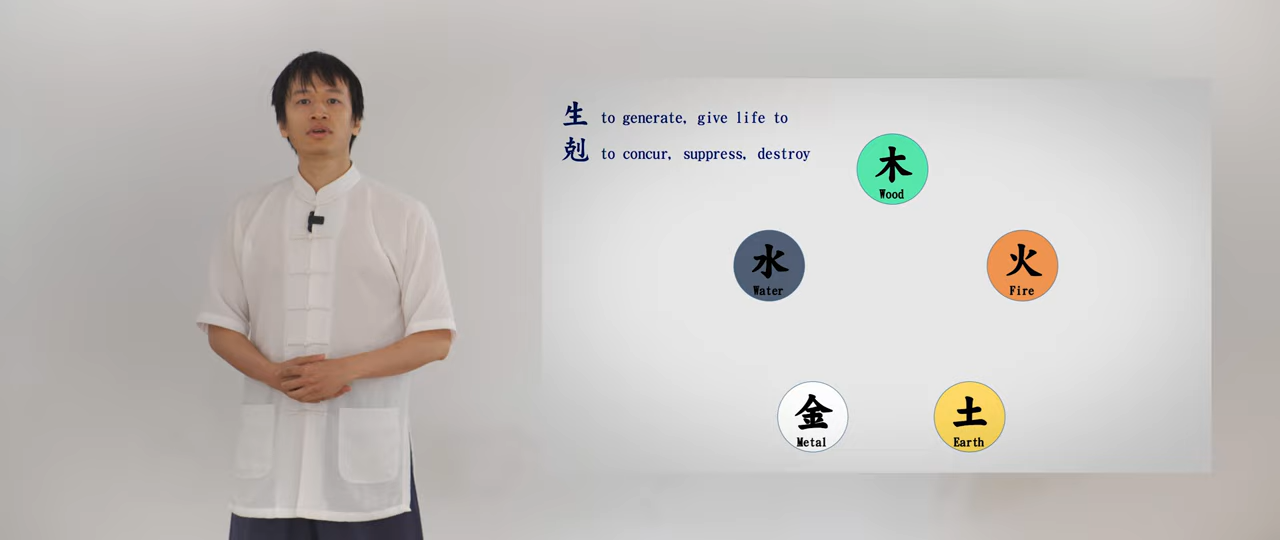 生 to generate, give life to
剋 to concur, suppress, destroy
木
Wood
水
Water
火
Fire
金
Metal
土
Earth